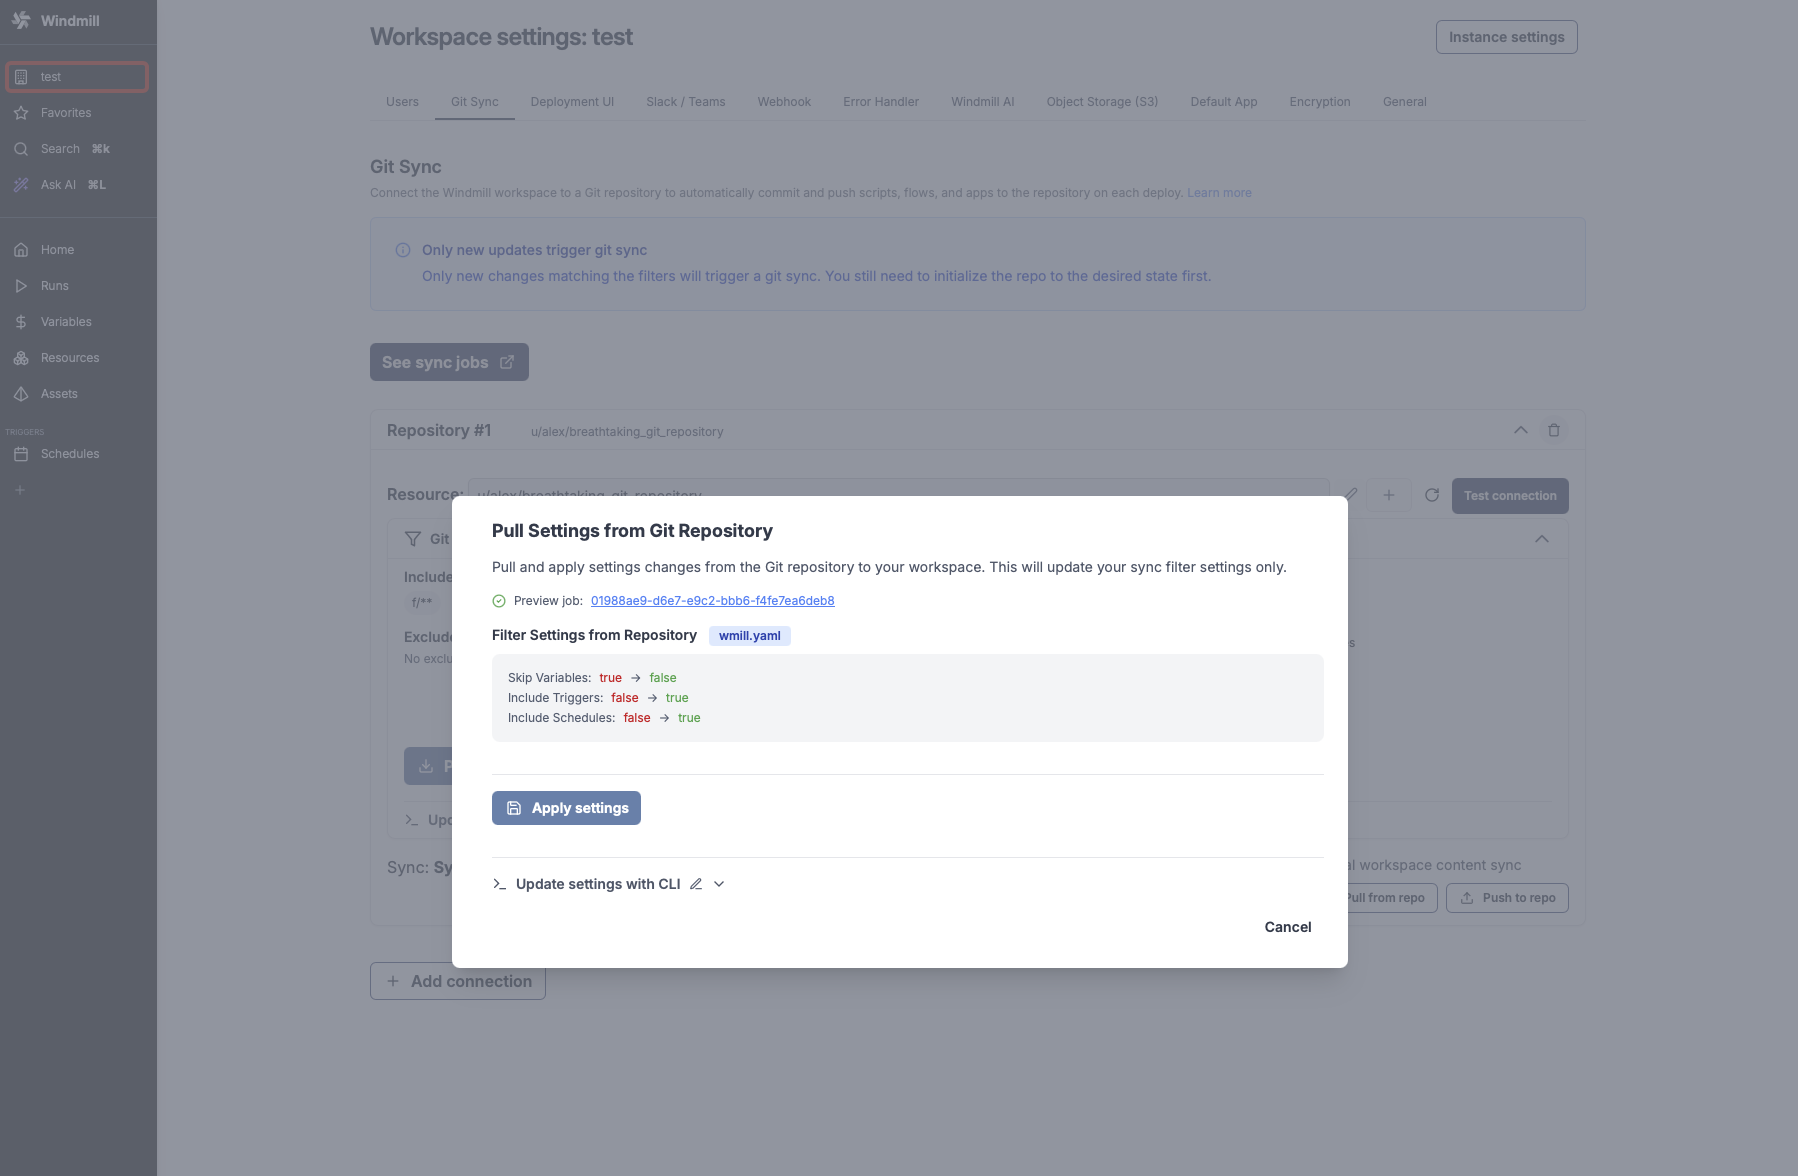 Windmill
test
Favorites
Search ⌘k
Ask AI ⌘L
Home
Runs
Variables
Resources
Assets
TRIGGERS
Schedules
Workspace settings: test
Instance settings
Users Git Sync Deployment UI Slack / Teams Webhook Error Handler Windmill AI Object Storage (S3) Default App Encryption General
Git Sync
Connect the Windmill workspace to a Git repository to automatically commit and push scripts, flows, and apps to the repository on each deploy. Learn more
Only new updates trigger git sync
Only new changes matching the filters will trigger a git sync. You still need to initialize the repo to the desired state first.
See sync jobs
Repository #1 u/alex/breathtaking_git_repository
Resource: u/alex/breathtaking_git_repository Test connection
Git
Include
f/**
Exclude
No exclu
s
P
Upd
Sync: Sy
al workspace content sync
Pull from repo Push to repo
Add connection
Pull Settings from Git Repository
Pull and apply settings changes from the Git repository to your workspace. This will update your sync filter settings only.
Preview job: 01988ae9-d6e7-e9c2-bbb6-f4fe7ea6deb8
Filter Settings from Repository wmill.yaml
Skip Variables: true → false
Include Triggers: false → true
Include Schedules: false → true
Apply settings
Update settings with CLI
Cancel